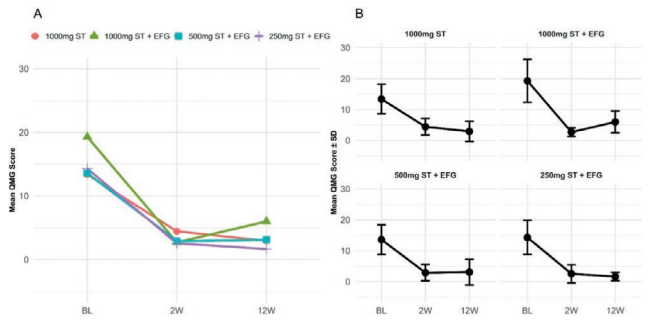 A
1000mg ST 1000mg ST + EFG 500mg ST + EFG 250mg ST + EFG
Mean QMG Score
30
20
10
0
BL 2W 12W
B
Mean QMG Score ± SD
1000mg ST 1000mg ST + EFG
30
20
10
0
500mg ST + EFG 250mg ST + EFG
30
20
10
0
BL 2W 12W BL 2W 12W